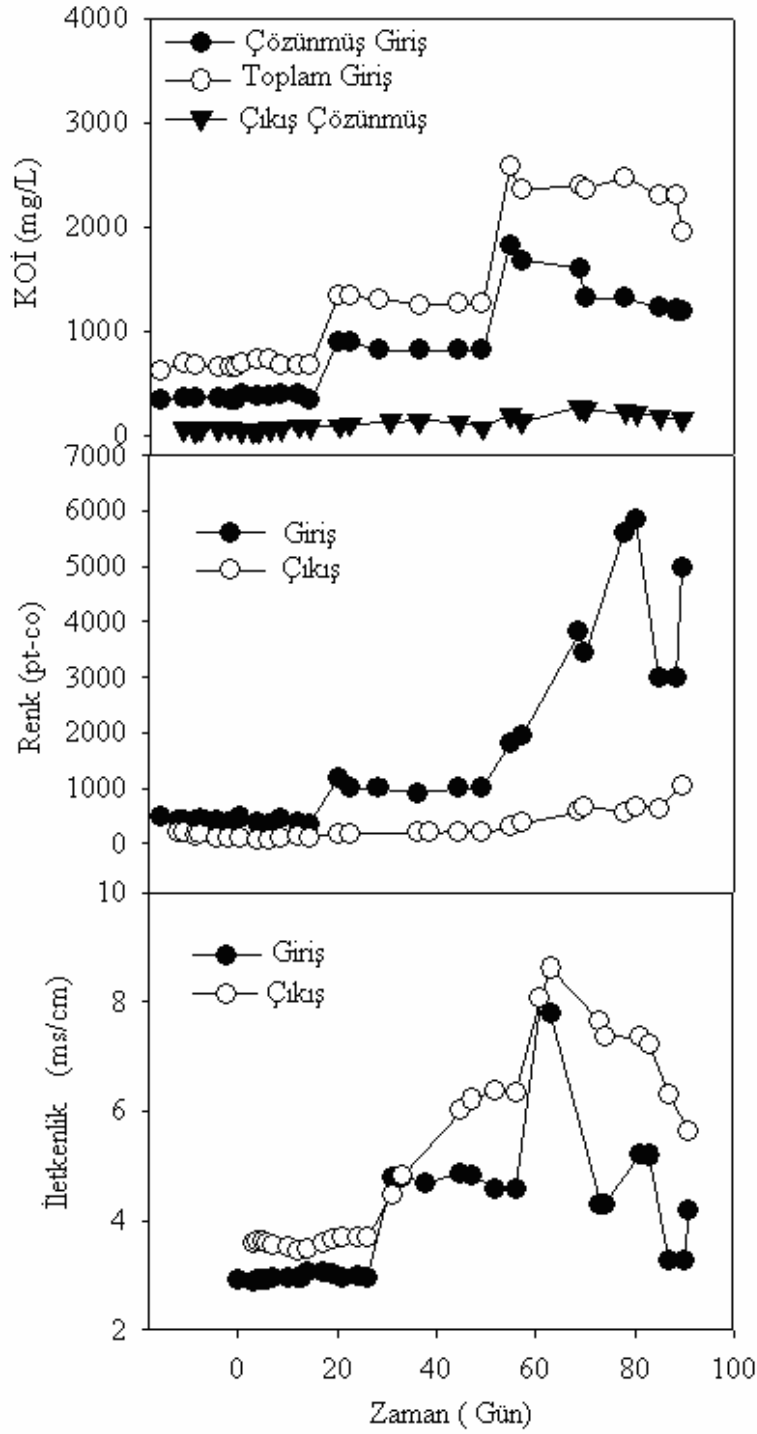 4000
3000
2000
1000
0
KOİ (mg/L)
Çözünmüş Giriş
Toplam Giriş
Çıkış Çözünmüş
7000
6000
5000
4000
3000
2000
1000
0
Renk (pt-co)
Giriş
Çıkış
10
8
6
4
2
İletkenlik (ms/cm)
Giriş
Çıkış
0 20 40 60 80 100
Zaman ( Gün)